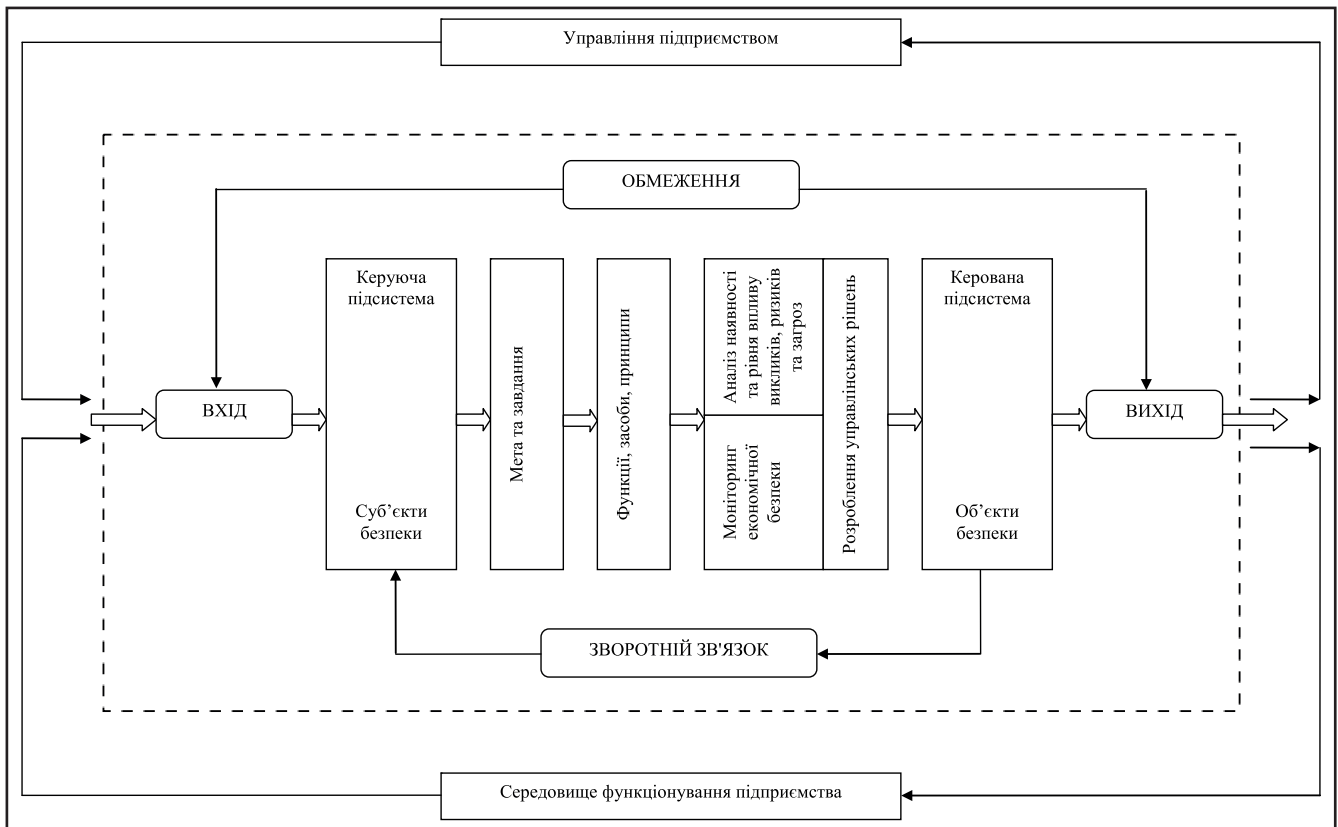 Управління підприємством
ОБМЕЖЕННЯ
ВХІД
Керуюча
підсистема
Суб’єкти
безпеки
Мета та завдання
Функції, засоби, принципи
Аналіз наявності
та рівня впливу
викликів, ризиків
та загроз
Моніторинг
економічної
безпеки
Розроблення управлінських рішень
Керована
підсистема
Об’єкти
безпеки
ВИХІД
ЗВОРОТНІЙ ЗВ'ЯЗОК
Середовище функціонування підприємства